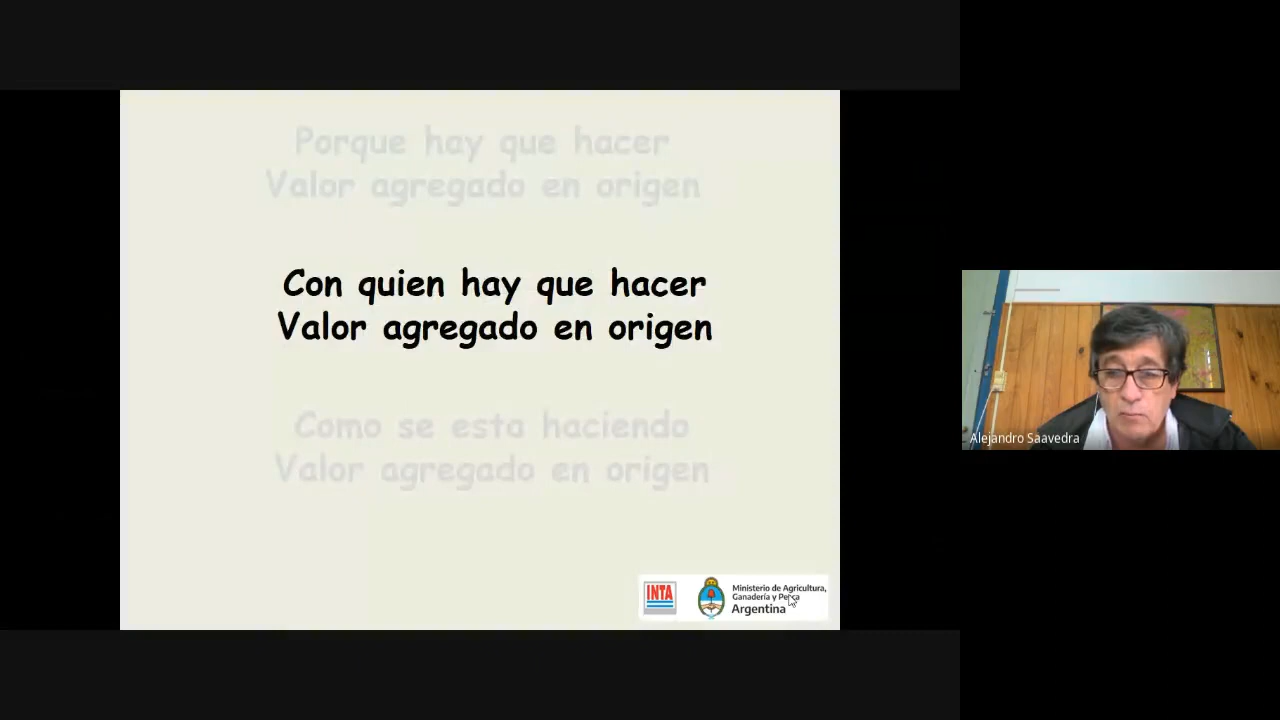 Porque hay que hacer
Valor agregado en origen
Con quien hay que hacer
Valor agregado en origen
Como se esta haciendo
Valor agregado en origen
INTA
Ministerio de Agricultura,
Ganadería y Pesca
Argentina
Alejandro Saavedra